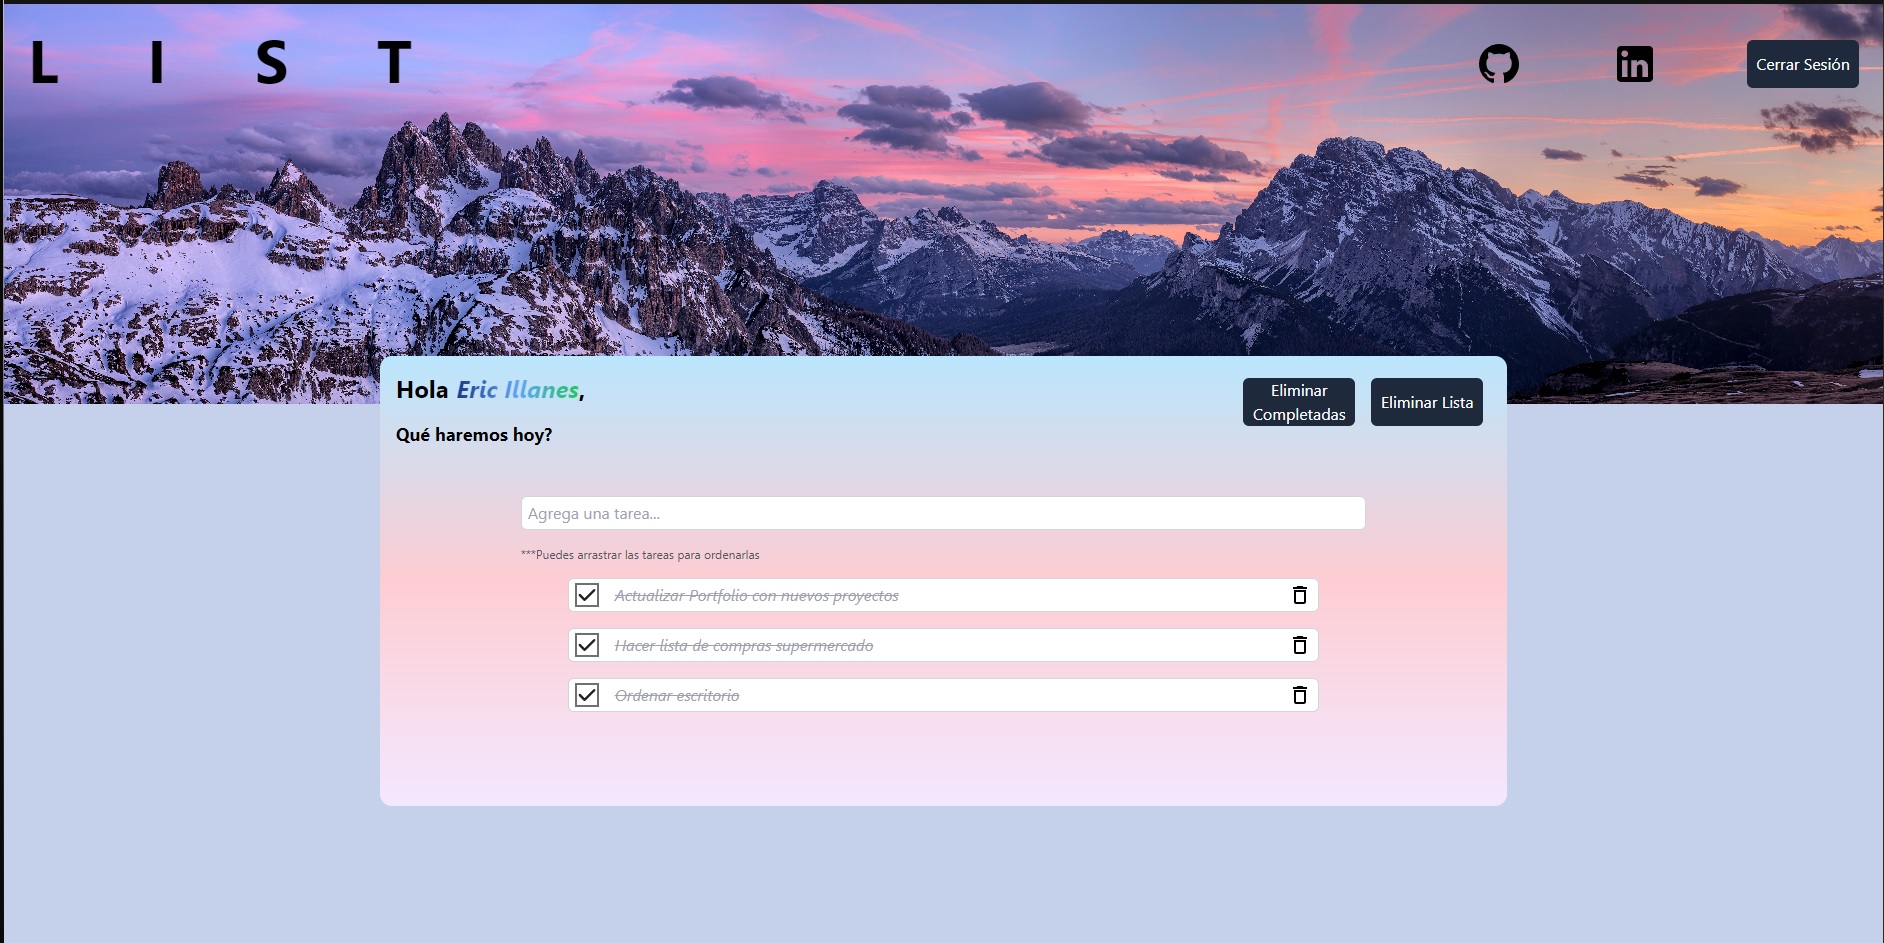 L I S T
Cerrar Sesión
Hola Eric Illanes,
Eliminar
Completadas
Eliminar Lista
Qué haremos hoy?
Agrega una tarea...
***Puedes arrastrar las tareas para ordenarlas
Actualizar Portfolio con nuevos proyectos
Hacer lista de compras supermercado
Ordenar escritorio